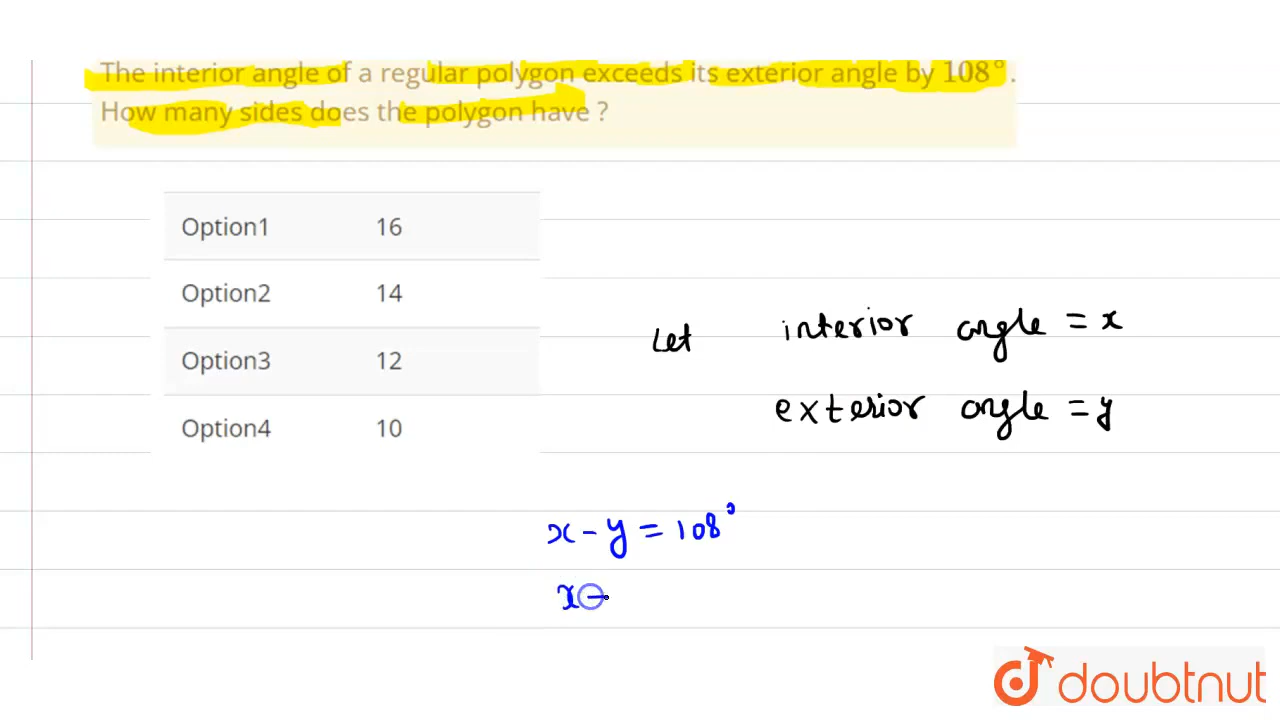 The interior angle of a regular polygon exceeds its exterior angle by 108°.
How many sides does the polygon have ?
Option1 16
Option2 14
Option3 12
Option4 10
Let interior angle = x
exterior angle = y
x - y = 108°
x
doubtnut